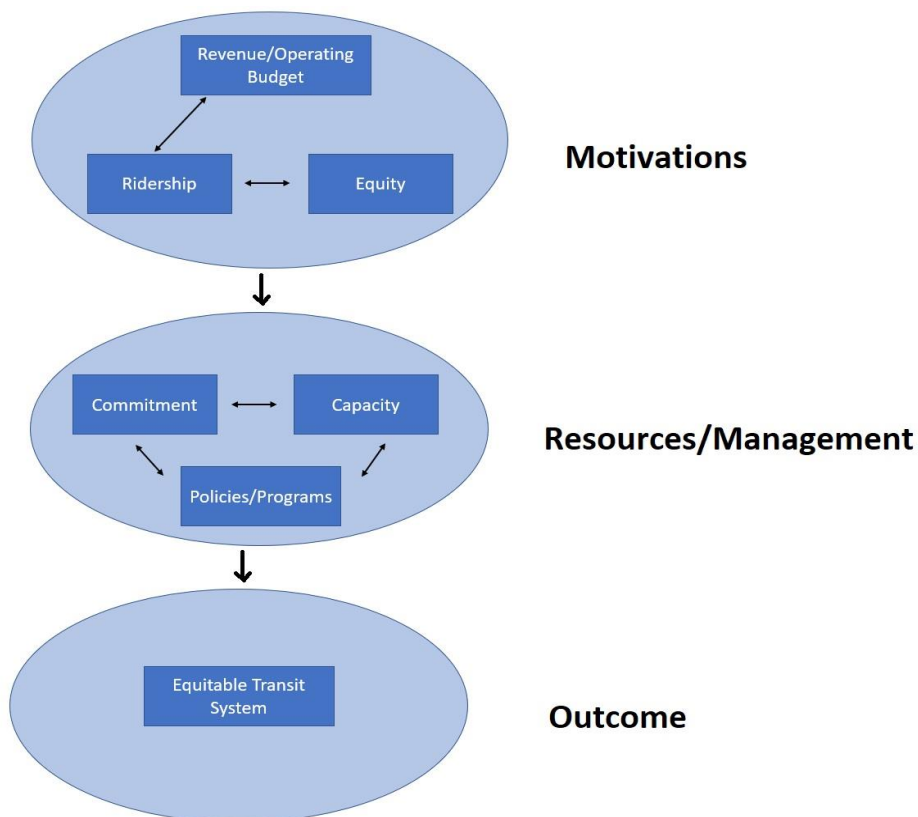 Revenue/Operating
Budget
Ridership
Equity
Motivations
Commitment
Capacity
Policies/Programs
Resources/Management
Equitable Transit
System
Outcome